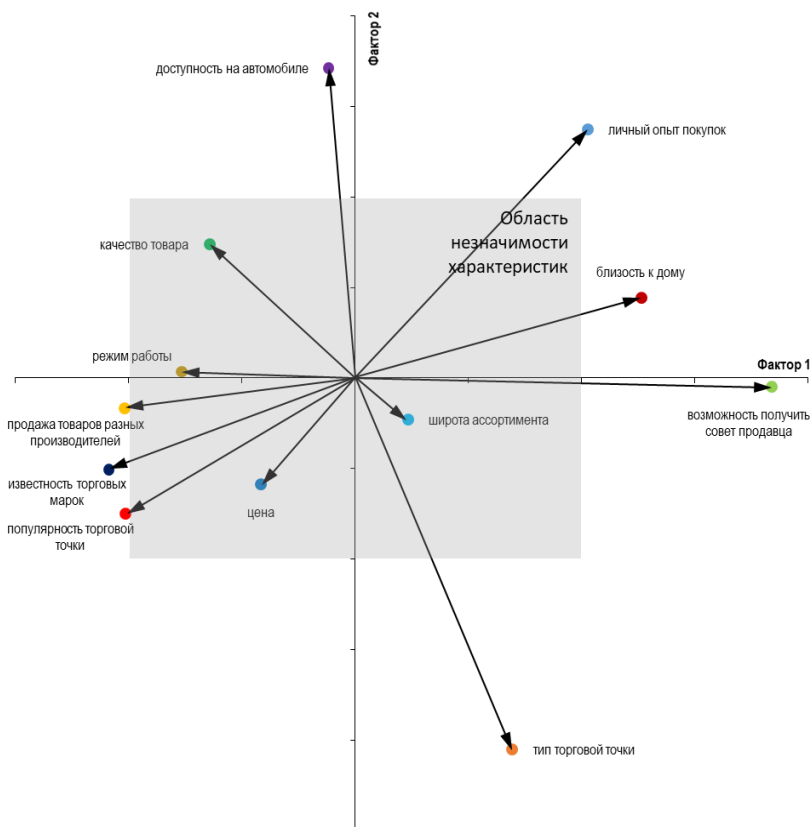 Фактор 2
доступность на автомобиле
личный опыт покупок
Область
незначимости
характеристик
качество товара
близость к дому
режим работы
Фактор 1
продажа товаров разных
производителей
широта ассортимента
возможность получить
совет продавца
известность торговых
марок
цена
популярность торговой
точки
тип торговой точки